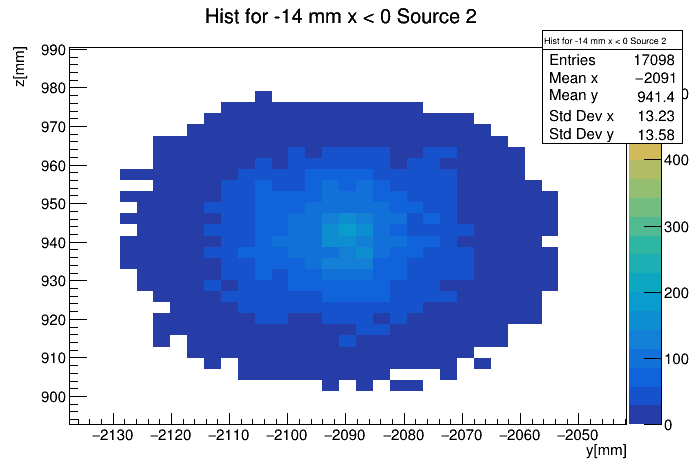 Hist for -14 mm x < 0 Source 2
Hist for -14 mm x < 0 Source 2
Entries 17098
Mean x −2091
Mean y 941.4
Std Dev x 13.23
Std Dev y 13.58
z[mm]
990
980
970
960
950
940
930
920
910
900
−2130 −2120 −2110 −2100 −2090 −2080 −2070 −2060 −2050
y[mm]
0
400
300
200
100
0